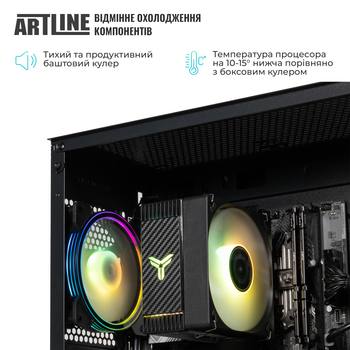 ARTLINE
ВІДМІННЕ ОХОЛОДЖЕННЯ
КОМПОНЕНТІВ
Тихий та продуктивний
баштовий кулер
Температура процесора
на 10-15° нижча порівняно
з боксовим кулером